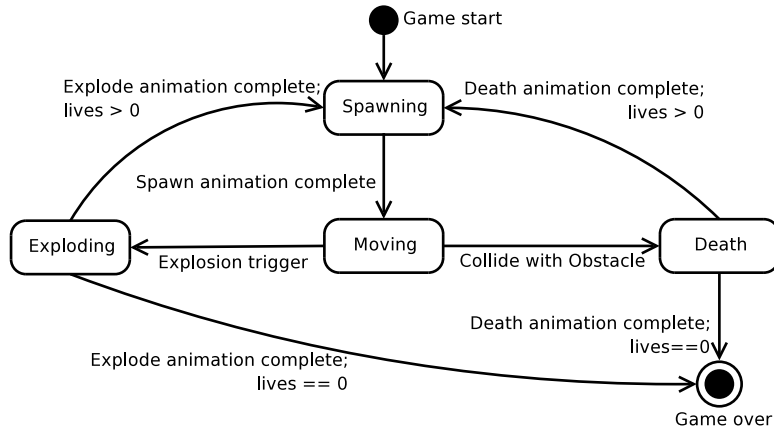 Game start
Explode animation complete;
lives > 0
Death animation complete;
lives > 0
Spawning
Spawn animation complete
Exploding
Moving
Death
Explosion trigger
Collide with Obstacle
Death animation complete;
lives==0
Explode animation complete;
lives == 0
Game over